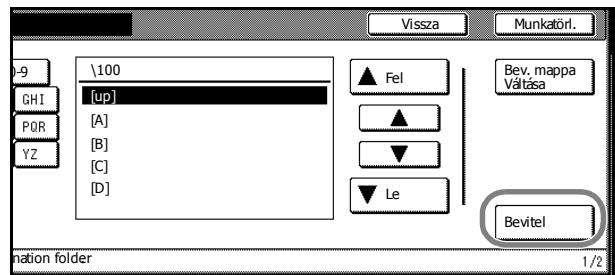 Vissza
Munkatörl.
0-9
GHI
PQR
YZ
\100
[up]
[A]
[B]
[C]
[D]
Fel
Le
Bev. mappa
Váltása
Bevitel
nation folder
1/2